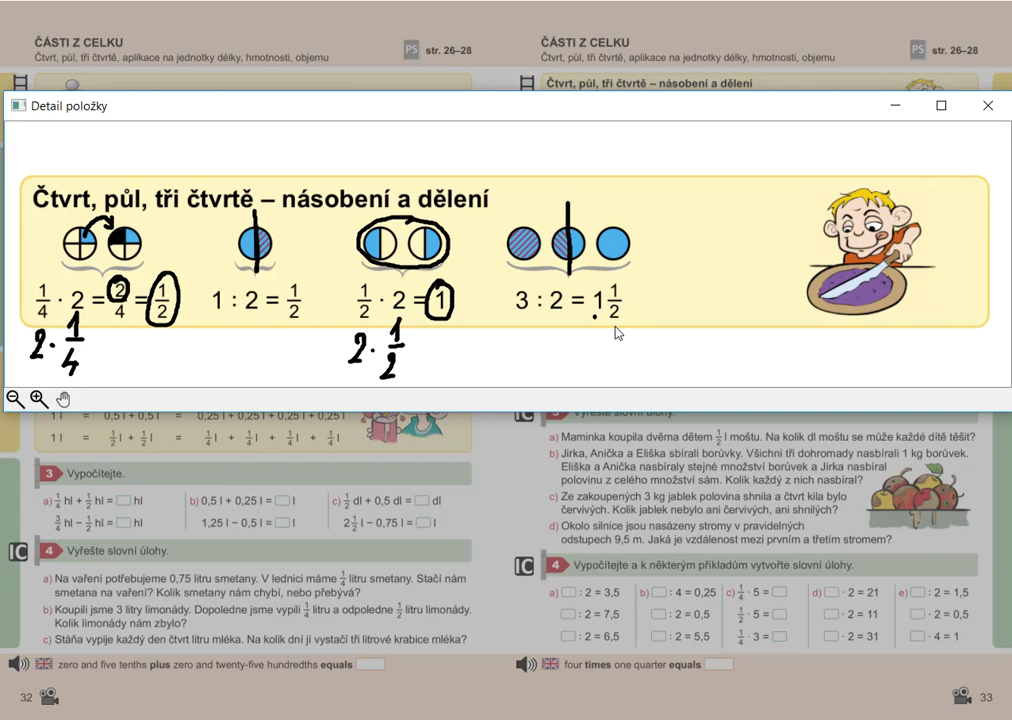 ČÁSTI Z CELKU
Čtvrt, půl, tři čtvrtě, aplikace na jednotky délky, hmotnosti, objemu
PS str. 26–28
ČÁSTI Z CELKU
Čtvrt, půl, tři čtvrtě, aplikace na jednotky délky, hmotnosti, objemu
PS str. 26–28
Čtvrt, půl, tři čtvrtě – násobení a dělení
Detail položky
Čtvrt, půl, tři čtvrtě – násobení a dělení
1/4 · 2 = 2/4 = 1/2
1 : 2 = 1/2
1/2 · 2 = 1
3 : 2 = 1 1/2
2 · 1/4
2 · 1/2
1 l = 0,5 l + 0,5 l = 0,25 l + 0,25 l + 0,25 l + 0,25 l
1 l = 1/2 l + 1/2 l = 1/4 l + 1/4 l + 1/4 l + 1/4 l
3 Vypočítejte.
a) 1/4 hl + 1/2 hl = hl
3/4 hl – 1/2 hl = hl
b) 0,5 l + 0,25 l = l
1,25 l – 0,5 l = l
c) 1/2 dl + 0,5 dl = dl
2 1/2 l – 0,75 l = l
IC 4 Vyřešte slovní úlohy.
a) Na vaření potřebujeme 0,75 litru smetany. V lednici máme 1/4 litru smetany. Stačí nám
smetana na vaření? Kolik smetany nám chybí, nebo přebývá?
b) Koupili jsme 3 litry limonády. Dopoledne jsme vypili 1/4 litru a odpoledne 1/2 litru limonády.
Kolik limonády nám zbylo?
c) Stáňa vypije každý den čtvrt litru mléka. Na kolik dní jí vystačí tři litrové krabice mléka?
zero and five tenths plus zero and twenty-five hundredths equals
32
IC 3 Vyřešte slovní úlohy.
a) Maminka koupila dvěma dětem 1/2 l moštu. Na kolik dl moštu se může každé dítě těšit?
b) Jirka, Anička a Eliška sbírali borůvky. Všichni tři dohromady nasbírali 1 kg borůvek.
Eliška a Anička nasbíraly stejné množství borůvek a Jirka nasbíral
polovinu z celého množství sám. Kolik každý z nich nasbíral?
c) Ze zakoupených 3 kg jablek polovina shnila a čtvrt kila bylo
červivých. Kolik jablek nebylo ani červivých, ani shnilých?
d) Okolo silnice jsou nasázeny stromy v pravidelných
odstupech 9,5 m. Jaká je vzdálenost mezi prvním a třetím stromem?
IC 4 Vypočítejte a k některým příkladům vytvořte slovní úlohu.
a) : 2 = 3,5
: 2 = 7,5
: 2 = 6,5
b) : 4 = 0,25
: 2 = 0,5
: 2 = 5,5
c) 1/4 · 5 =
1/2 · 5 =
1/4 · 3 =
d) · 2 = 21
· 2 = 11
· 2 = 31
e) : 2 = 1,5
· 2 = 0,5
· 4 = 1
four times one quarter equals
33